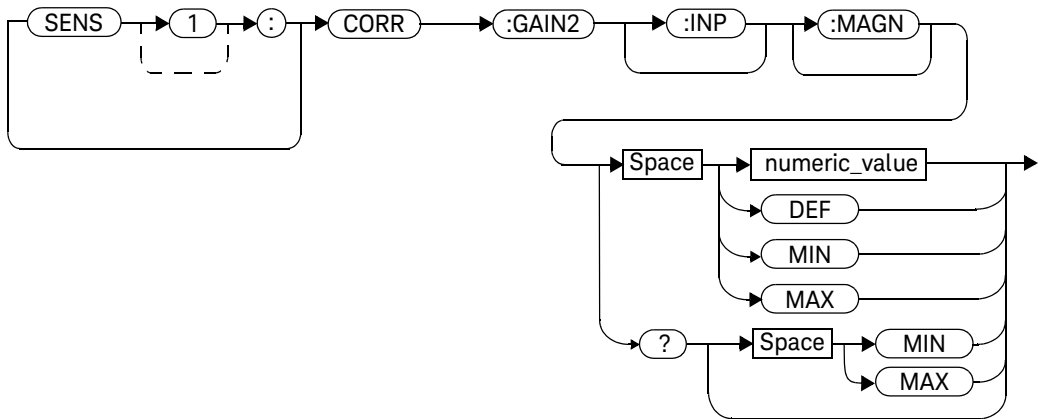 SENS 1 : CORR :GAIN2 :INP :MAGN
Space numeric_value
DEF
MIN
MAX
? Space MIN
MAX